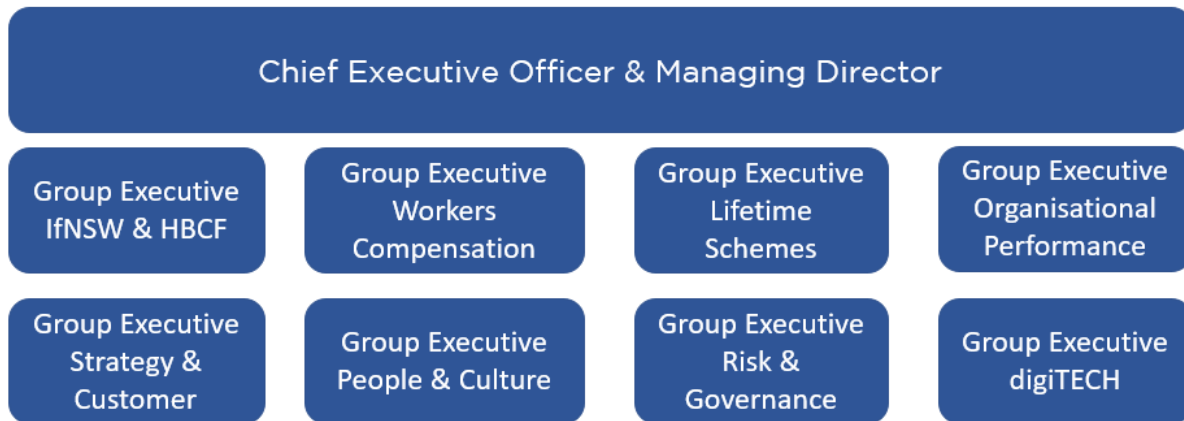 Chief Executive Officer & Managing Director
Group Executive
IfNSW & HBCF
Group Executive
Workers
Compensation
Group Executive
Lifetime
Schemes
Group Executive
Organisational
Performance
Group Executive
Strategy &
Customer
Group Executive
People & Culture
Group Executive
Risk &
Governance
Group Executive
digiTECH